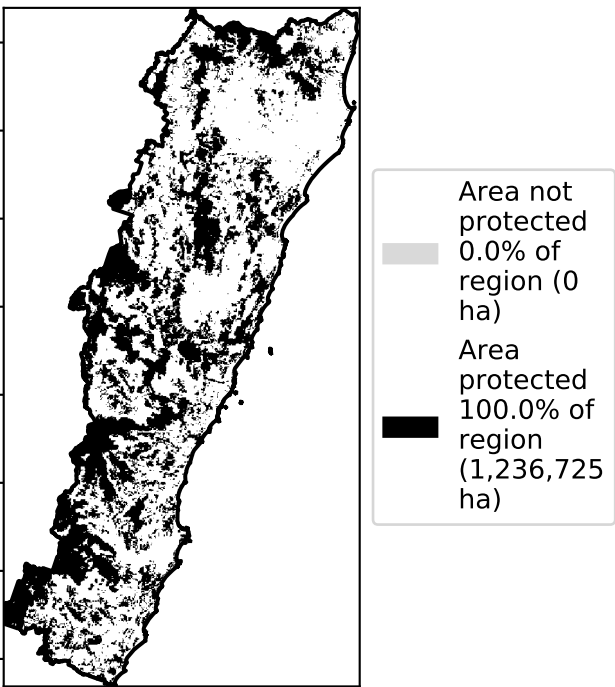 Area not
protected
0.0% of
region (0
ha)
Area
protected
100.0% of
region
(1,236,725
ha)